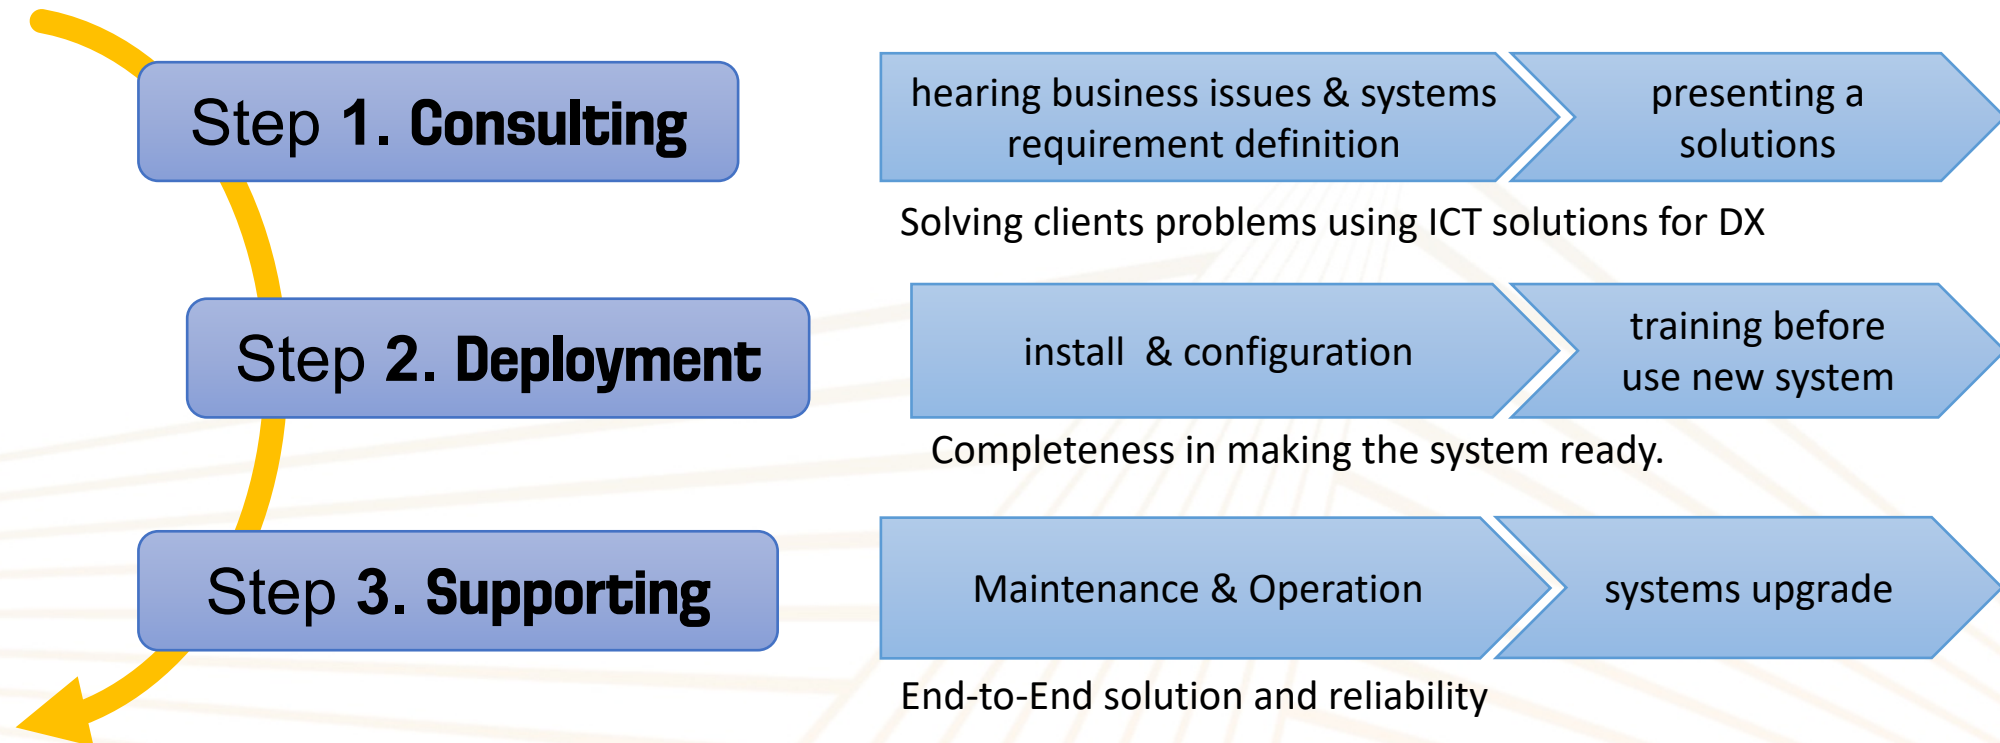 Step 1. Consulting
hearing business issues & systems
requirement definition
presenting a
solutions
Solving clients problems using ICT solutions for DX
Step 2. Deployment
install & configuration
training before
use new system
Completeness in making the system ready.
Step 3. Supporting
Maintenance & Operation
systems upgrade
End-to-End solution and reliability